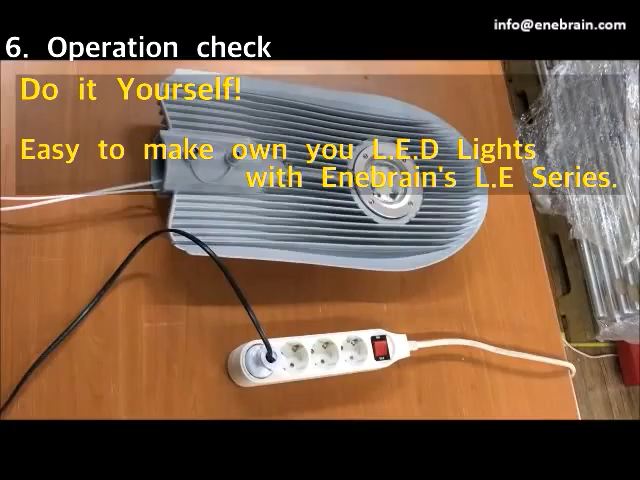 info@enebrain.com
6. Operation check
Do it Yourself!
Easy to make own you L.E.D Lights
with Enebrain's L.E Series.